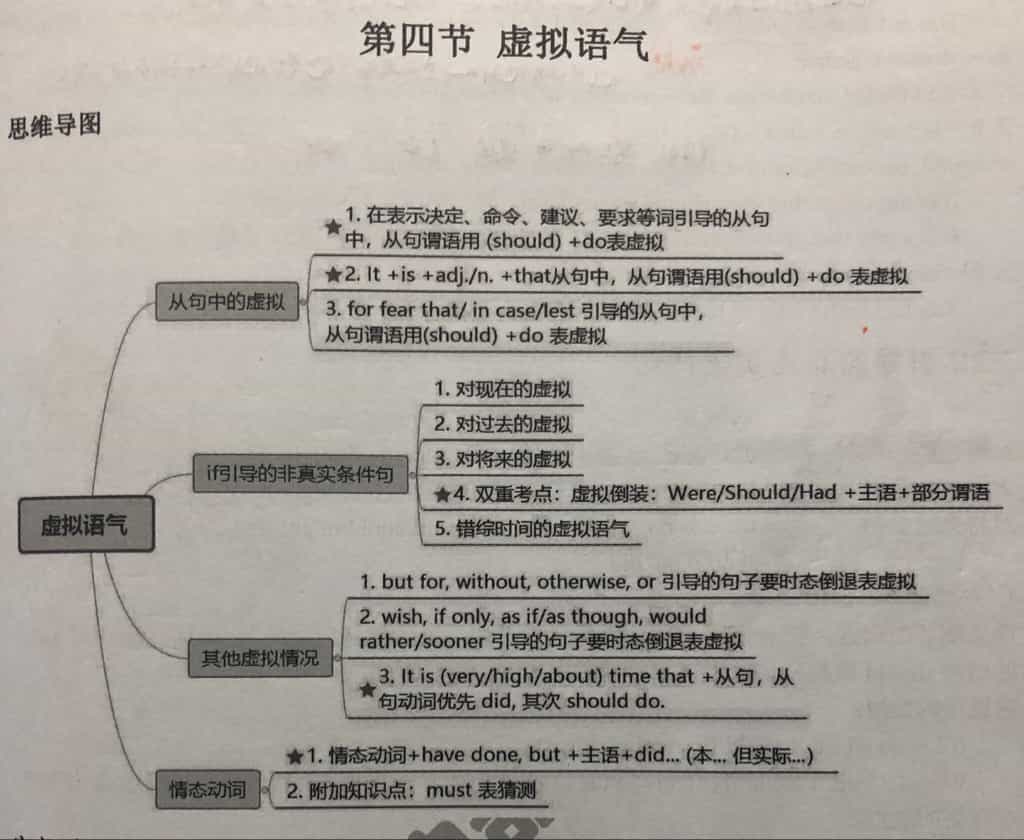 第四节 虚拟语气
思维导图
★1. 在表示决定、命令、建议、要求等词引导的从句
中，从句谓语用 (should) +do表虚拟
★2. It +is +adj./n. +that从句中，从句谓语用(should) +do 表虚拟
从句中的虚拟
3. for fear that/ in case/lest 引导的从句中，
从句谓语用(should) +do 表虚拟
1. 对现在的虚拟
2. 对过去的虚拟
3. 对将来的虚拟
if引导的非真实条件句
★4. 双重考点：虚拟倒装：Were/Should/Had +主语+部分谓语
5. 错综时间的虚拟语气
虚拟语气
1. but for, without, otherwise, or 引导的句子要时态倒退表虚拟
2. wish, if only, as if/as though, would
rather/sooner 引导的句子要时态倒退表虚拟
其他虚拟情况
★3. It is (very/high/about) time that +从句，从
句动词优先 did, 其次 should do.
★1. 情态动词+have done, but +主语+did... (本... 但实际...)
情态动词
2. 附加知识点：must 表猜测